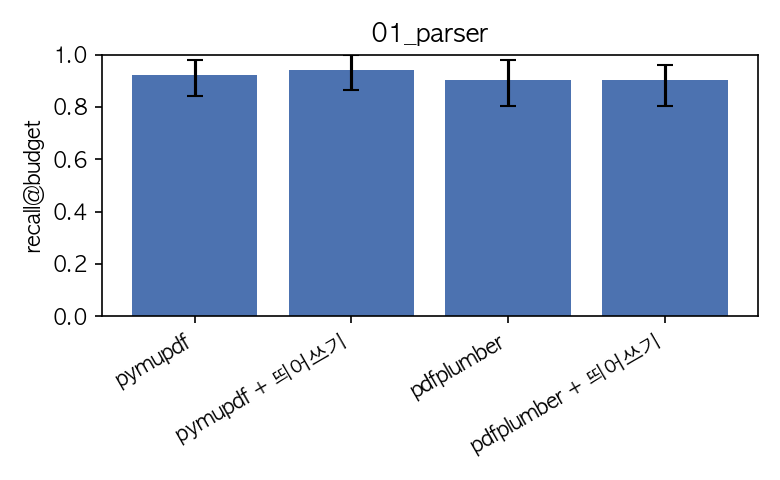 01_parser
recall@budget
1.0
0.8
0.6
0.4
0.2
0.0
pymupdf
pymupdf + 띄어쓰기
pdfplumber
pdfplumber + 띄어쓰기